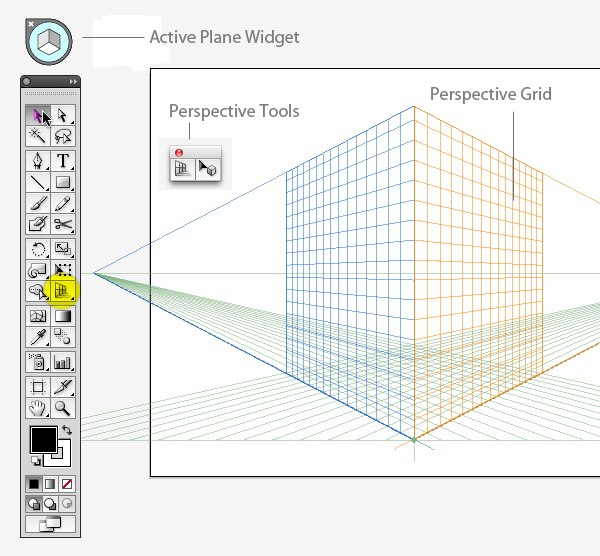 Active Plane Widget
Perspective Grid
Perspective Tools
T